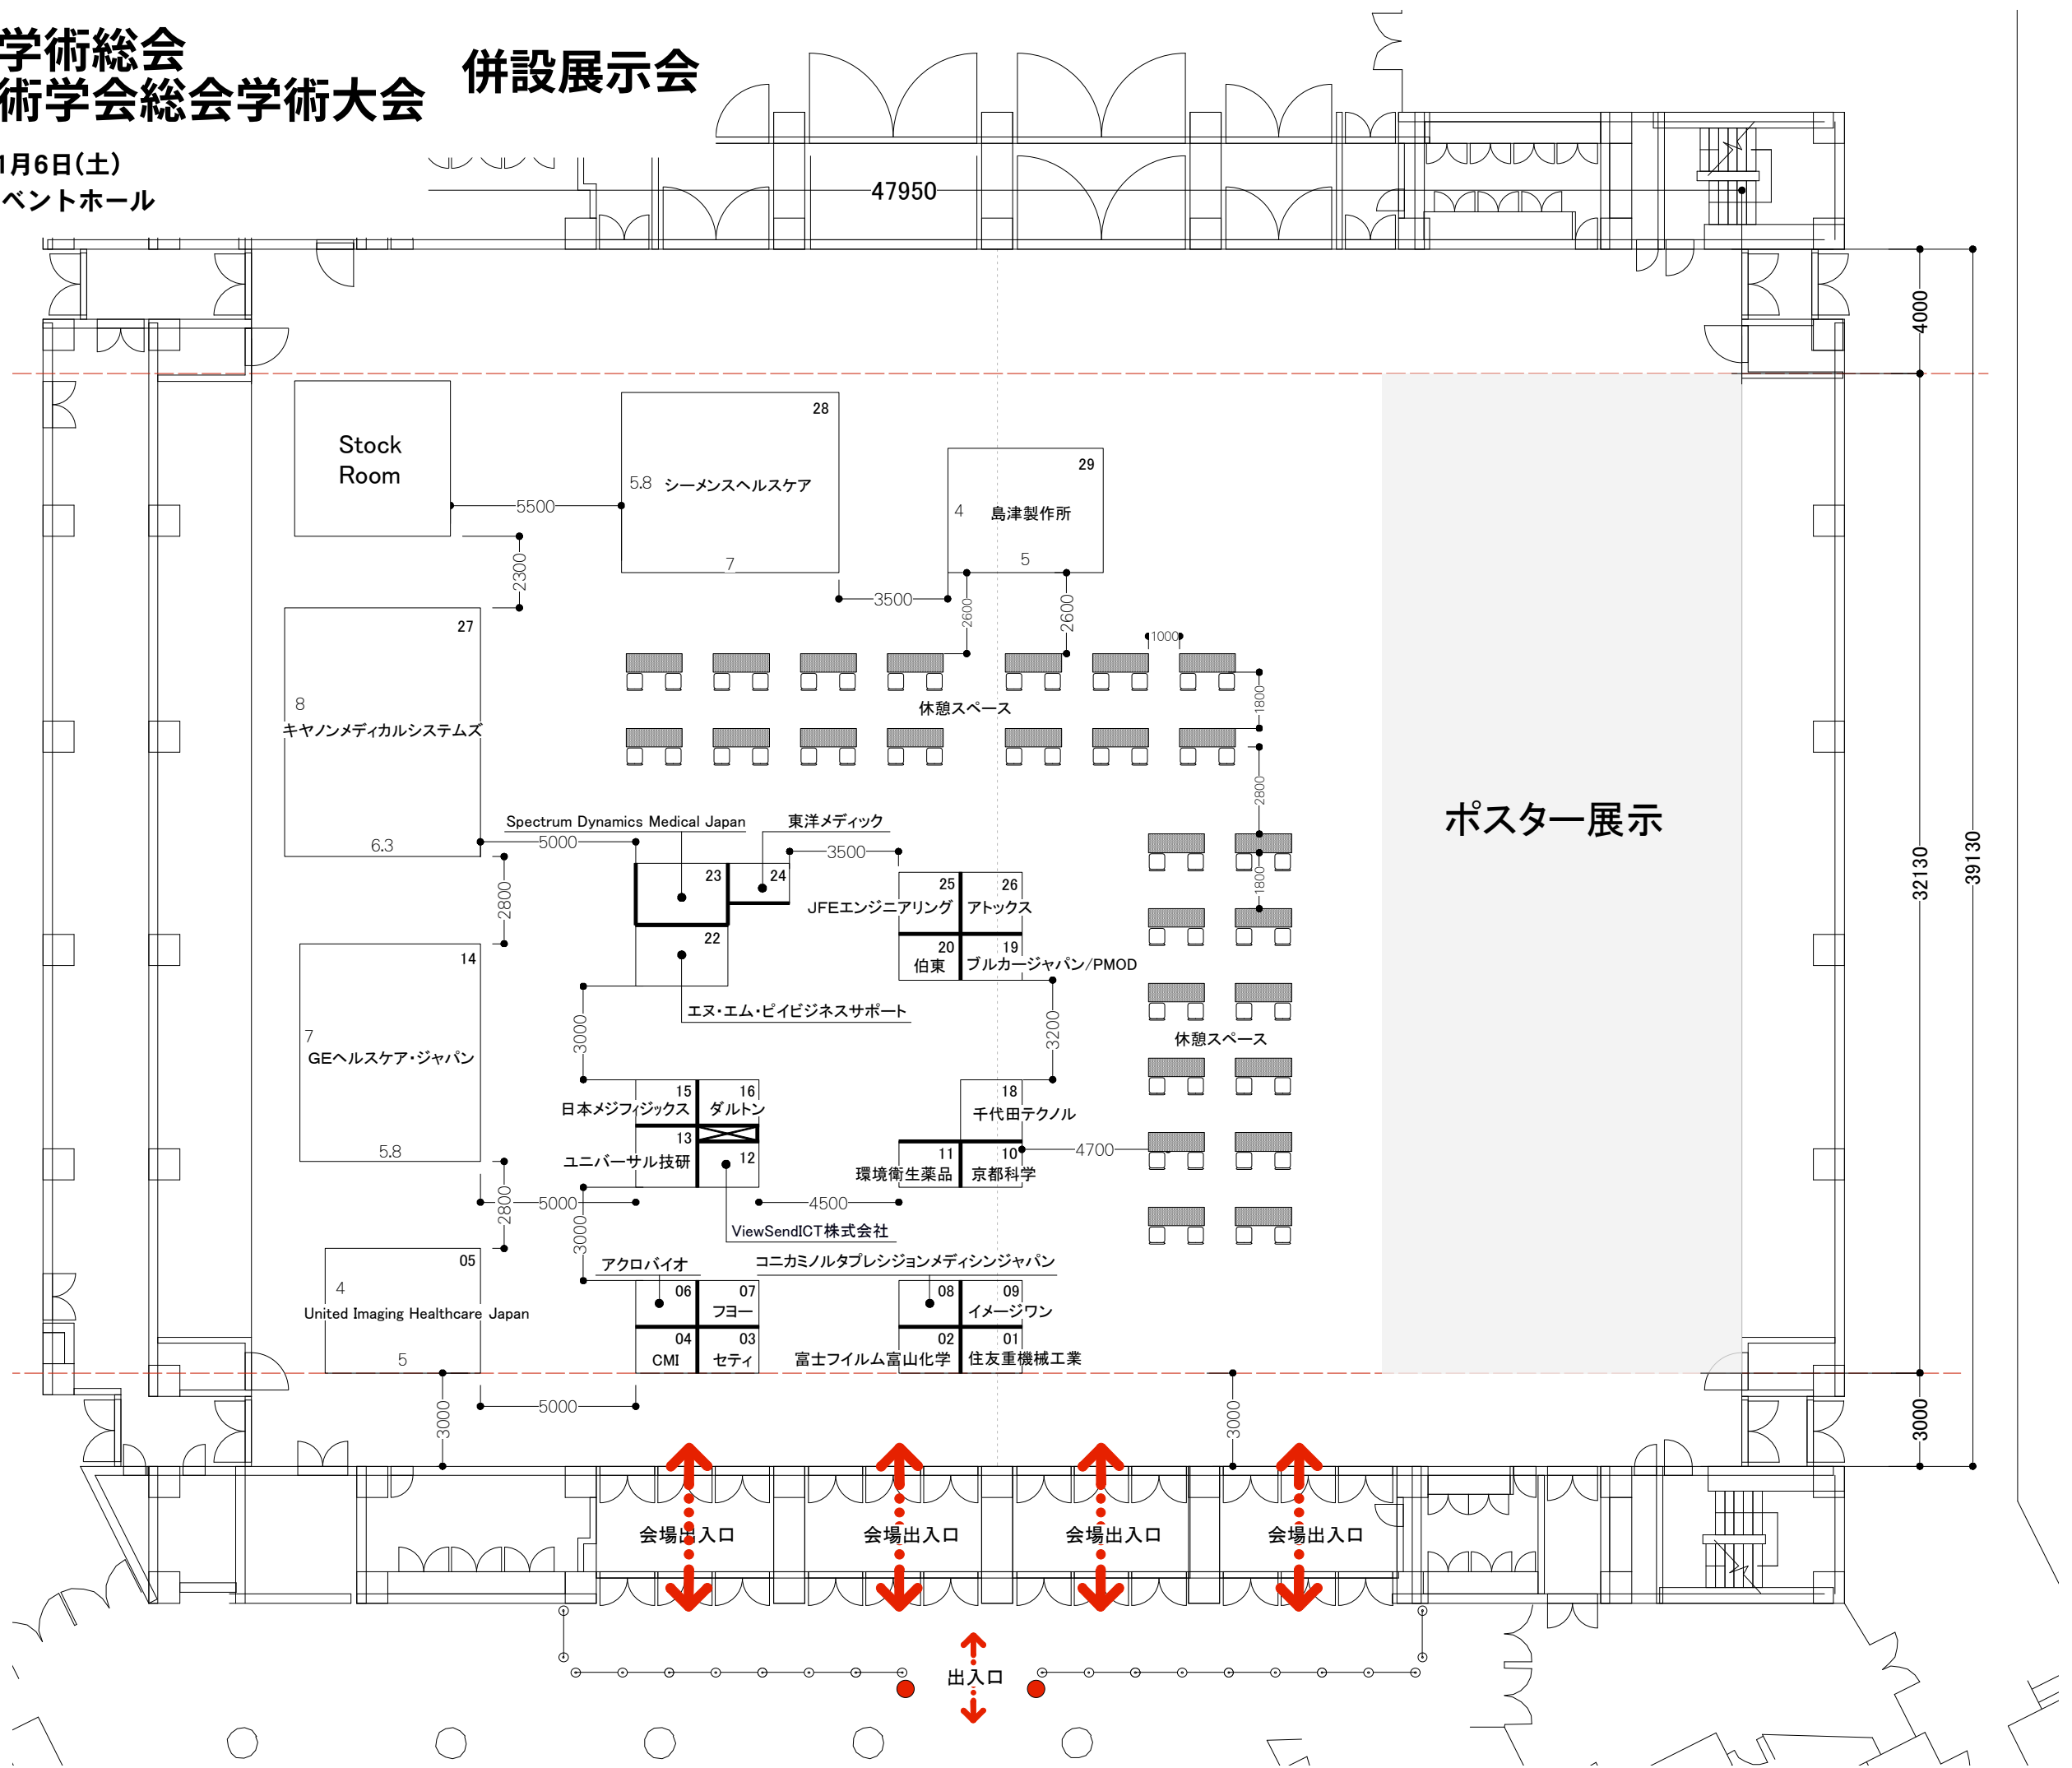 学術総会
術学会総会学術大会
併設展示会
1月6日(土)
ベントホール
47950
4000
Stock
Room
28
5.8 シーメンスヘルスケア
7
29
4
島津製作所
5
5500
2300
3500
2600
2600
1000
27
8
キヤノンメディカルシステムズ
6.3
休憩スペース
1800
2800
1800
ポスター展示
32130
39130
Spectrum Dynamics Medical Japan
東洋メディック
5000
3500
23
24
25
26
JFEエンジニアリング
アトックス
2800
22
20
19
伯東
ブルカージャパン/PMOD
14
7
GEヘルスケア・ジャパン
5.8
エヌ・エム・ピイビジネスサポート
3000
3200
休憩スペース
15
16
日本メジフィジックス
ダルトン
18
千代田テクノル
13
12
ユニバーサル技研
11
10
環境衛生薬品
京都科学
4700
2800
5000
4500
3000
ViewSendICT株式会社
アクロバイオ
コニカミノルタプレシジョンメディシンジャパン
05
4
United Imaging Healthcare Japan
5
06
07
フヨー
08
09
イメージワン
04
03
CMI
セティ
02
01
富士フイルム富山化学
住友重機械工業
5000
3000
3000
3000
会場出入口
会場出入口
会場出入口
会場出入口
出入口